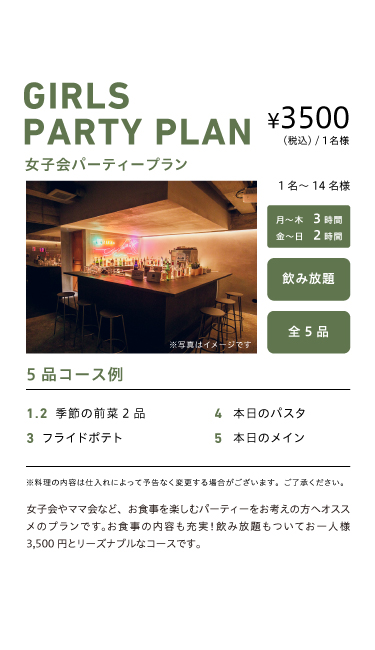 GIRLS
PARTY PLAN
女子会パーティープラン
¥3500
(税込) / 1名様
1名〜14名様
月〜木 3時間
金〜日 2時間
飲み放題
全5品
※写真はイメージです
5品コース例
1.2 季節の前菜2品
3 フライドポテト
4 本日のパスタ
5 本日のメイン
※料理の内容は仕入れによって予告なく変更する場合がございます。ご了承ください。
女子会やママ会など、お食事を楽しむパーティーをお考えの方へオスス
メのプランです。お食事の内容も充実！飲み放題もついてお一人様
3,500円とリーズナブルなコースです。